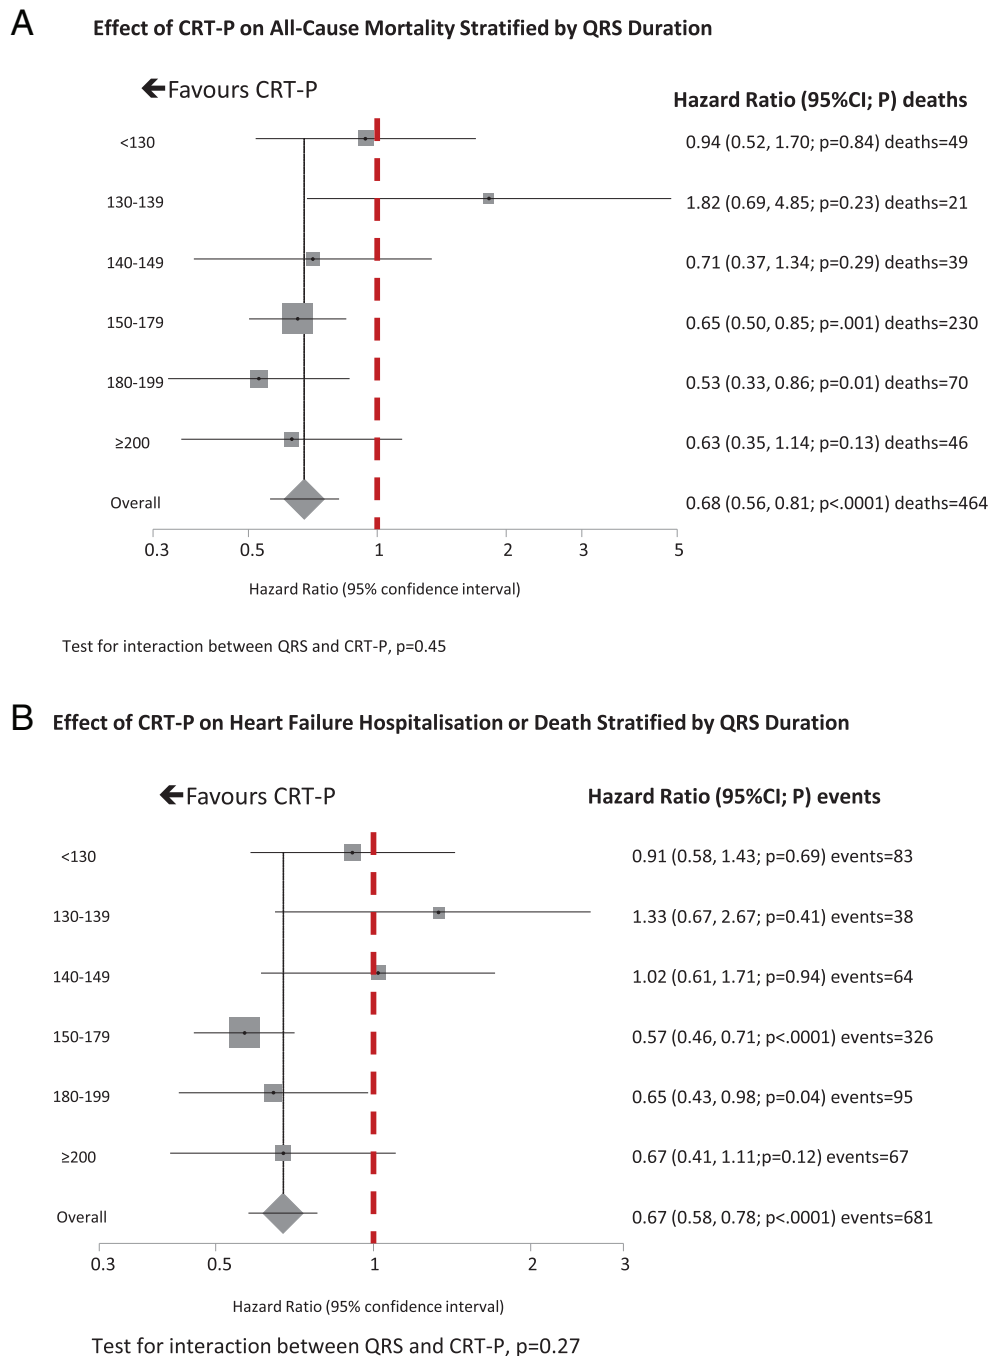 A
Effect of CRT-P on All-Cause Mortality Stratified by QRS Duration
←Favours CRT-P
Hazard Ratio (95%CI; P) deaths
<130 0.94 (0.52, 1.70; p=0.84) deaths=49
130-139 1.82 (0.69, 4.85; p=0.23) deaths=21
140-149 0.71 (0.37, 1.34; p=0.29) deaths=39
150-179 0.65 (0.50, 0.85; p=.001) deaths=230
180-199 0.53 (0.33, 0.86; p=0.01) deaths=70
≥200 0.63 (0.35, 1.14; p=0.13) deaths=46
Overall 0.68 (0.56, 0.81; p<.0001) deaths=464
0.3 0.5 1 2 3 5
Hazard Ratio (95% confidence interval)
Test for interaction between QRS and CRT-P, p=0.45
B
Effect of CRT-P on Heart Failure Hospitalisation or Death Stratified by QRS Duration
←Favours CRT-P
Hazard Ratio (95%CI; P) events
<130 0.91 (0.58, 1.43; p=0.69) events=83
130-139 1.33 (0.67, 2.67; p=0.41) events=38
140-149 1.02 (0.61, 1.71; p=0.94) events=64
150-179 0.57 (0.46, 0.71; p<.0001) events=326
180-199 0.65 (0.43, 0.98; p=0.04) events=95
≥200 0.67 (0.41, 1.11;p=0.12) events=67
Overall 0.67 (0.58, 0.78; p<.0001) events=681
0.3 0.5 1 2 3
Hazard Ratio (95% confidence interval)
Test for interaction between QRS and CRT-P, p=0.27